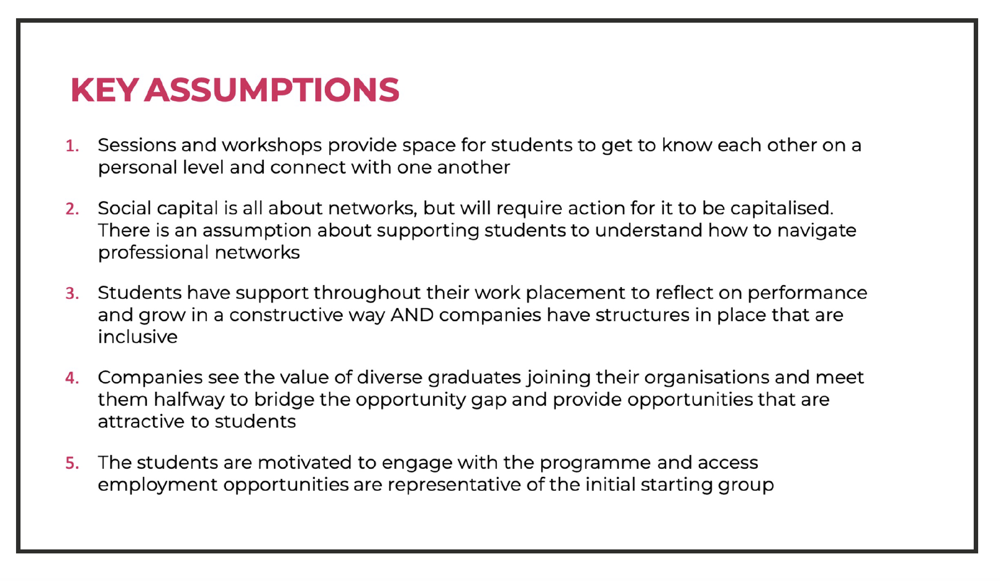 KEY ASSUMPTIONS
1. Sessions and workshops provide space for students to get to know each other on a
personal level and connect with one another
2. Social capital is all about networks, but will require action for it to be capitalised.
There is an assumption about supporting students to understand how to navigate
professional networks
3. Students have support throughout their work placement to reflect on performance
and grow in a constructive way AND companies have structures in place that are
inclusive
4. Companies see the value of diverse graduates joining their organisations and meet
them halfway to bridge the opportunity gap and provide opportunities that are
attractive to students
5. The students are motivated to engage with the programme and access
employment opportunities are representative of the initial starting group